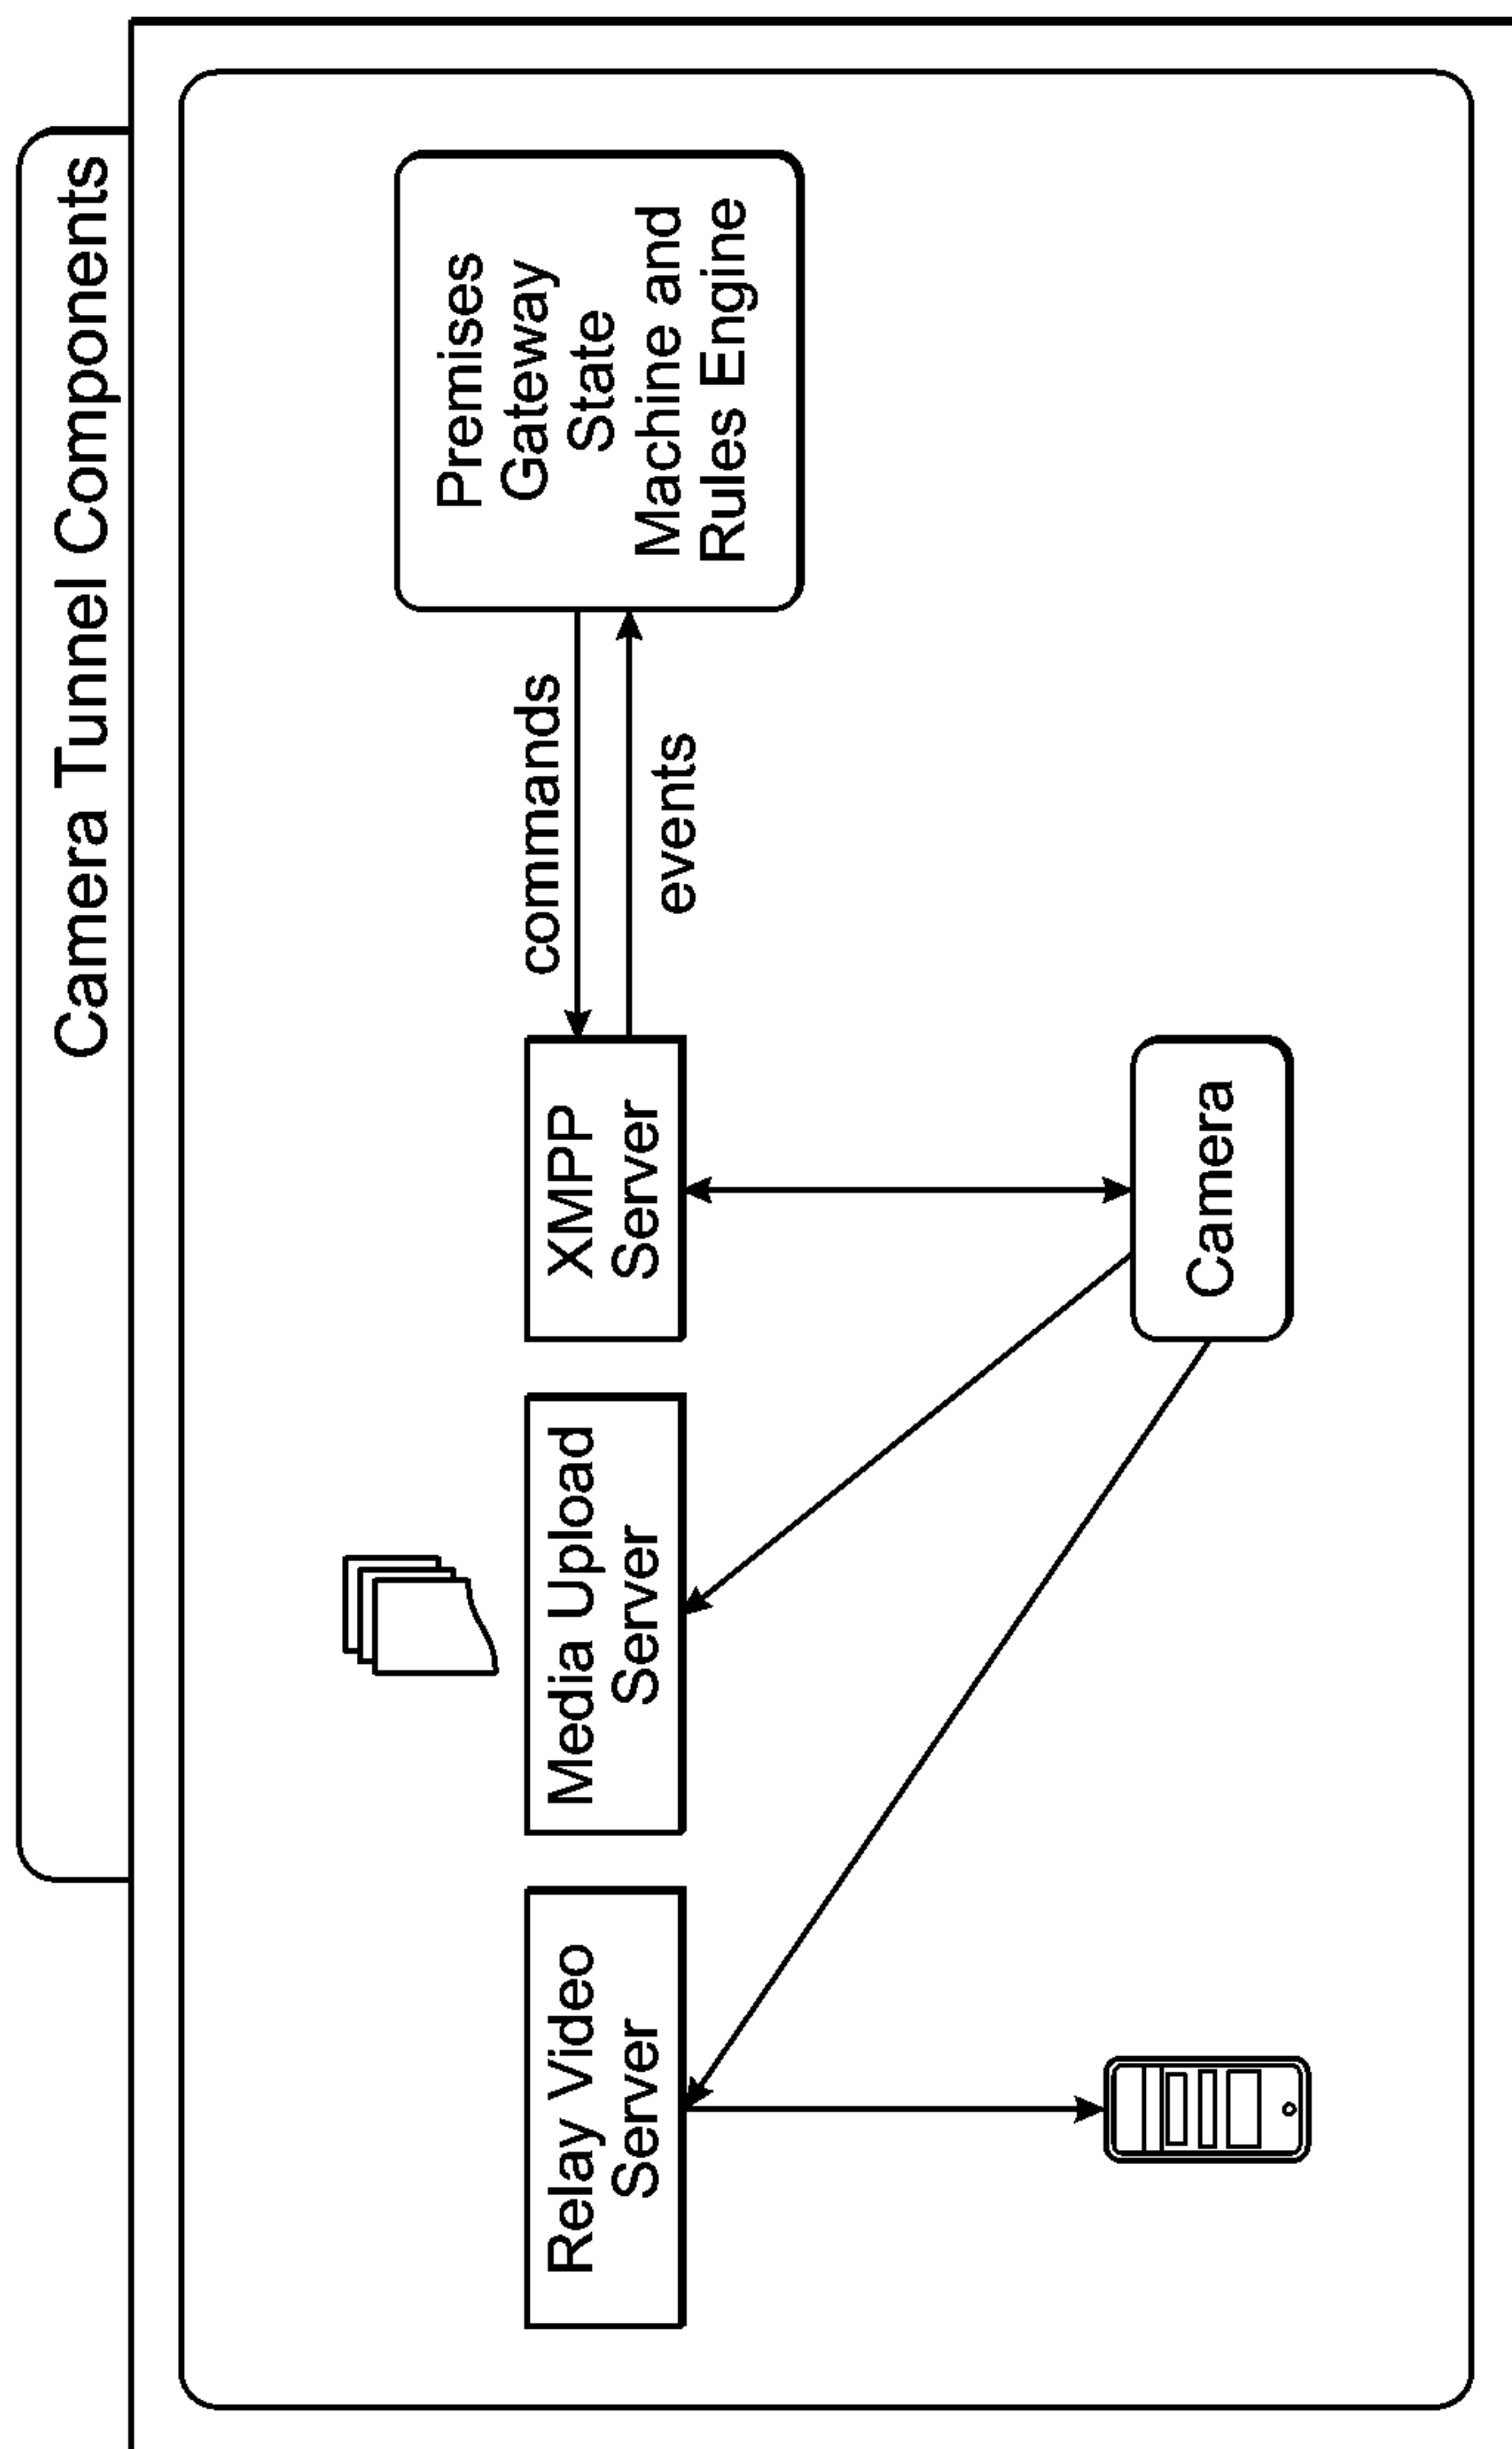 Camera Tunnel Components
Relay Video
Server
Media Upload
Server
XMPP
Server
commands
events
Premises
Gateway
State
Machine and
Rules Engine
Camera